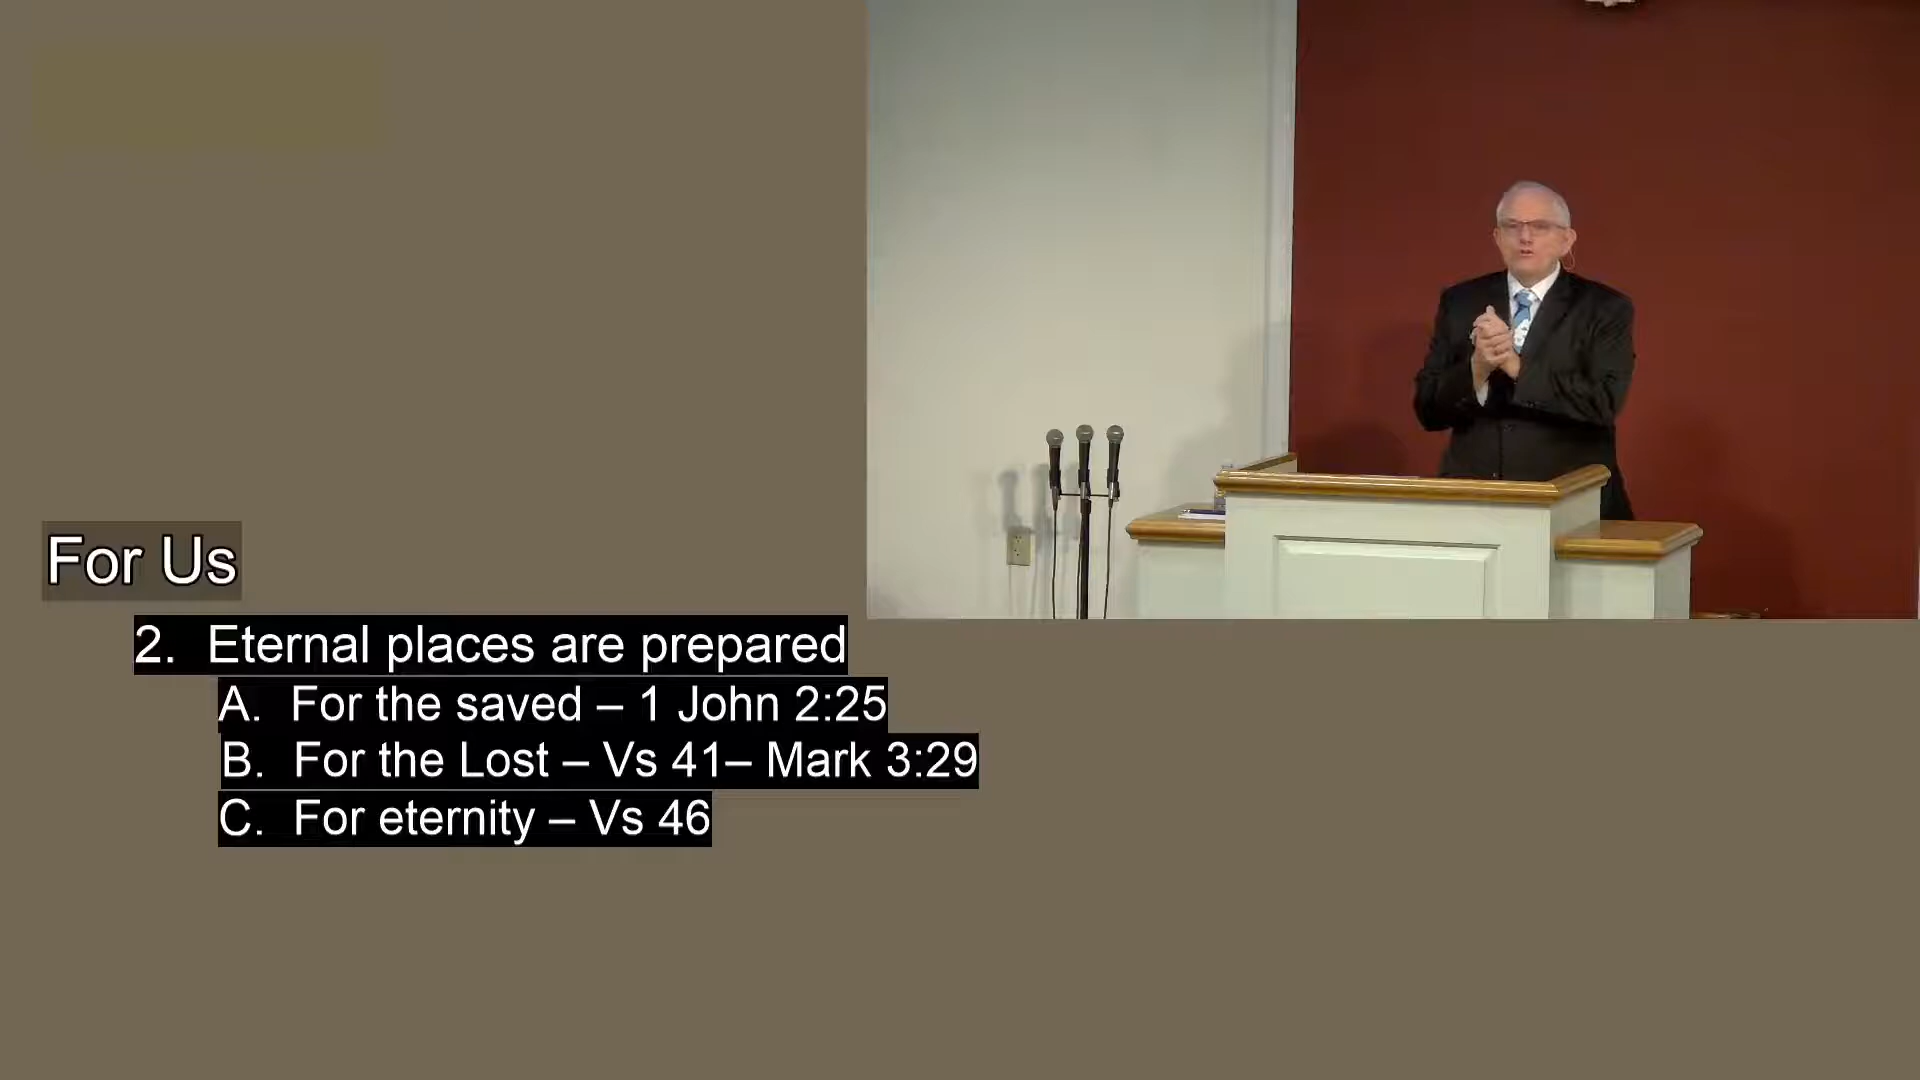 For Us
2. Eternal places are prepared
A. For the saved – 1 John 2:25
B. For the Lost – Vs 41– Mark 3:29
C. For eternity – Vs 46